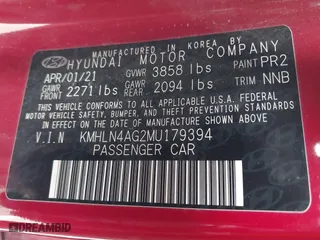 MANUFACTURED IN KOREA
HYUNDAI MOTOR COMPANY
APR/01/21 GVWR 3858 lbs PAINT PR2
GAWR FRONT 2271 lbs GAWR REAR 2094 lbs TRIM NNB
THIS VEHICLE CONFORMS TO ALL APPLICABLE U.S. FEDERAL MOTOR VEHICLE SAFETY, BUMPER, AND THEFT PREVENTION STANDARDS IN EFFECT ON THE DATE OF MANUFACTURE SHOWN ABOVE.
V.I.N KMHLN4AG2MU179394
PASSENGER CAR
DREAMBID